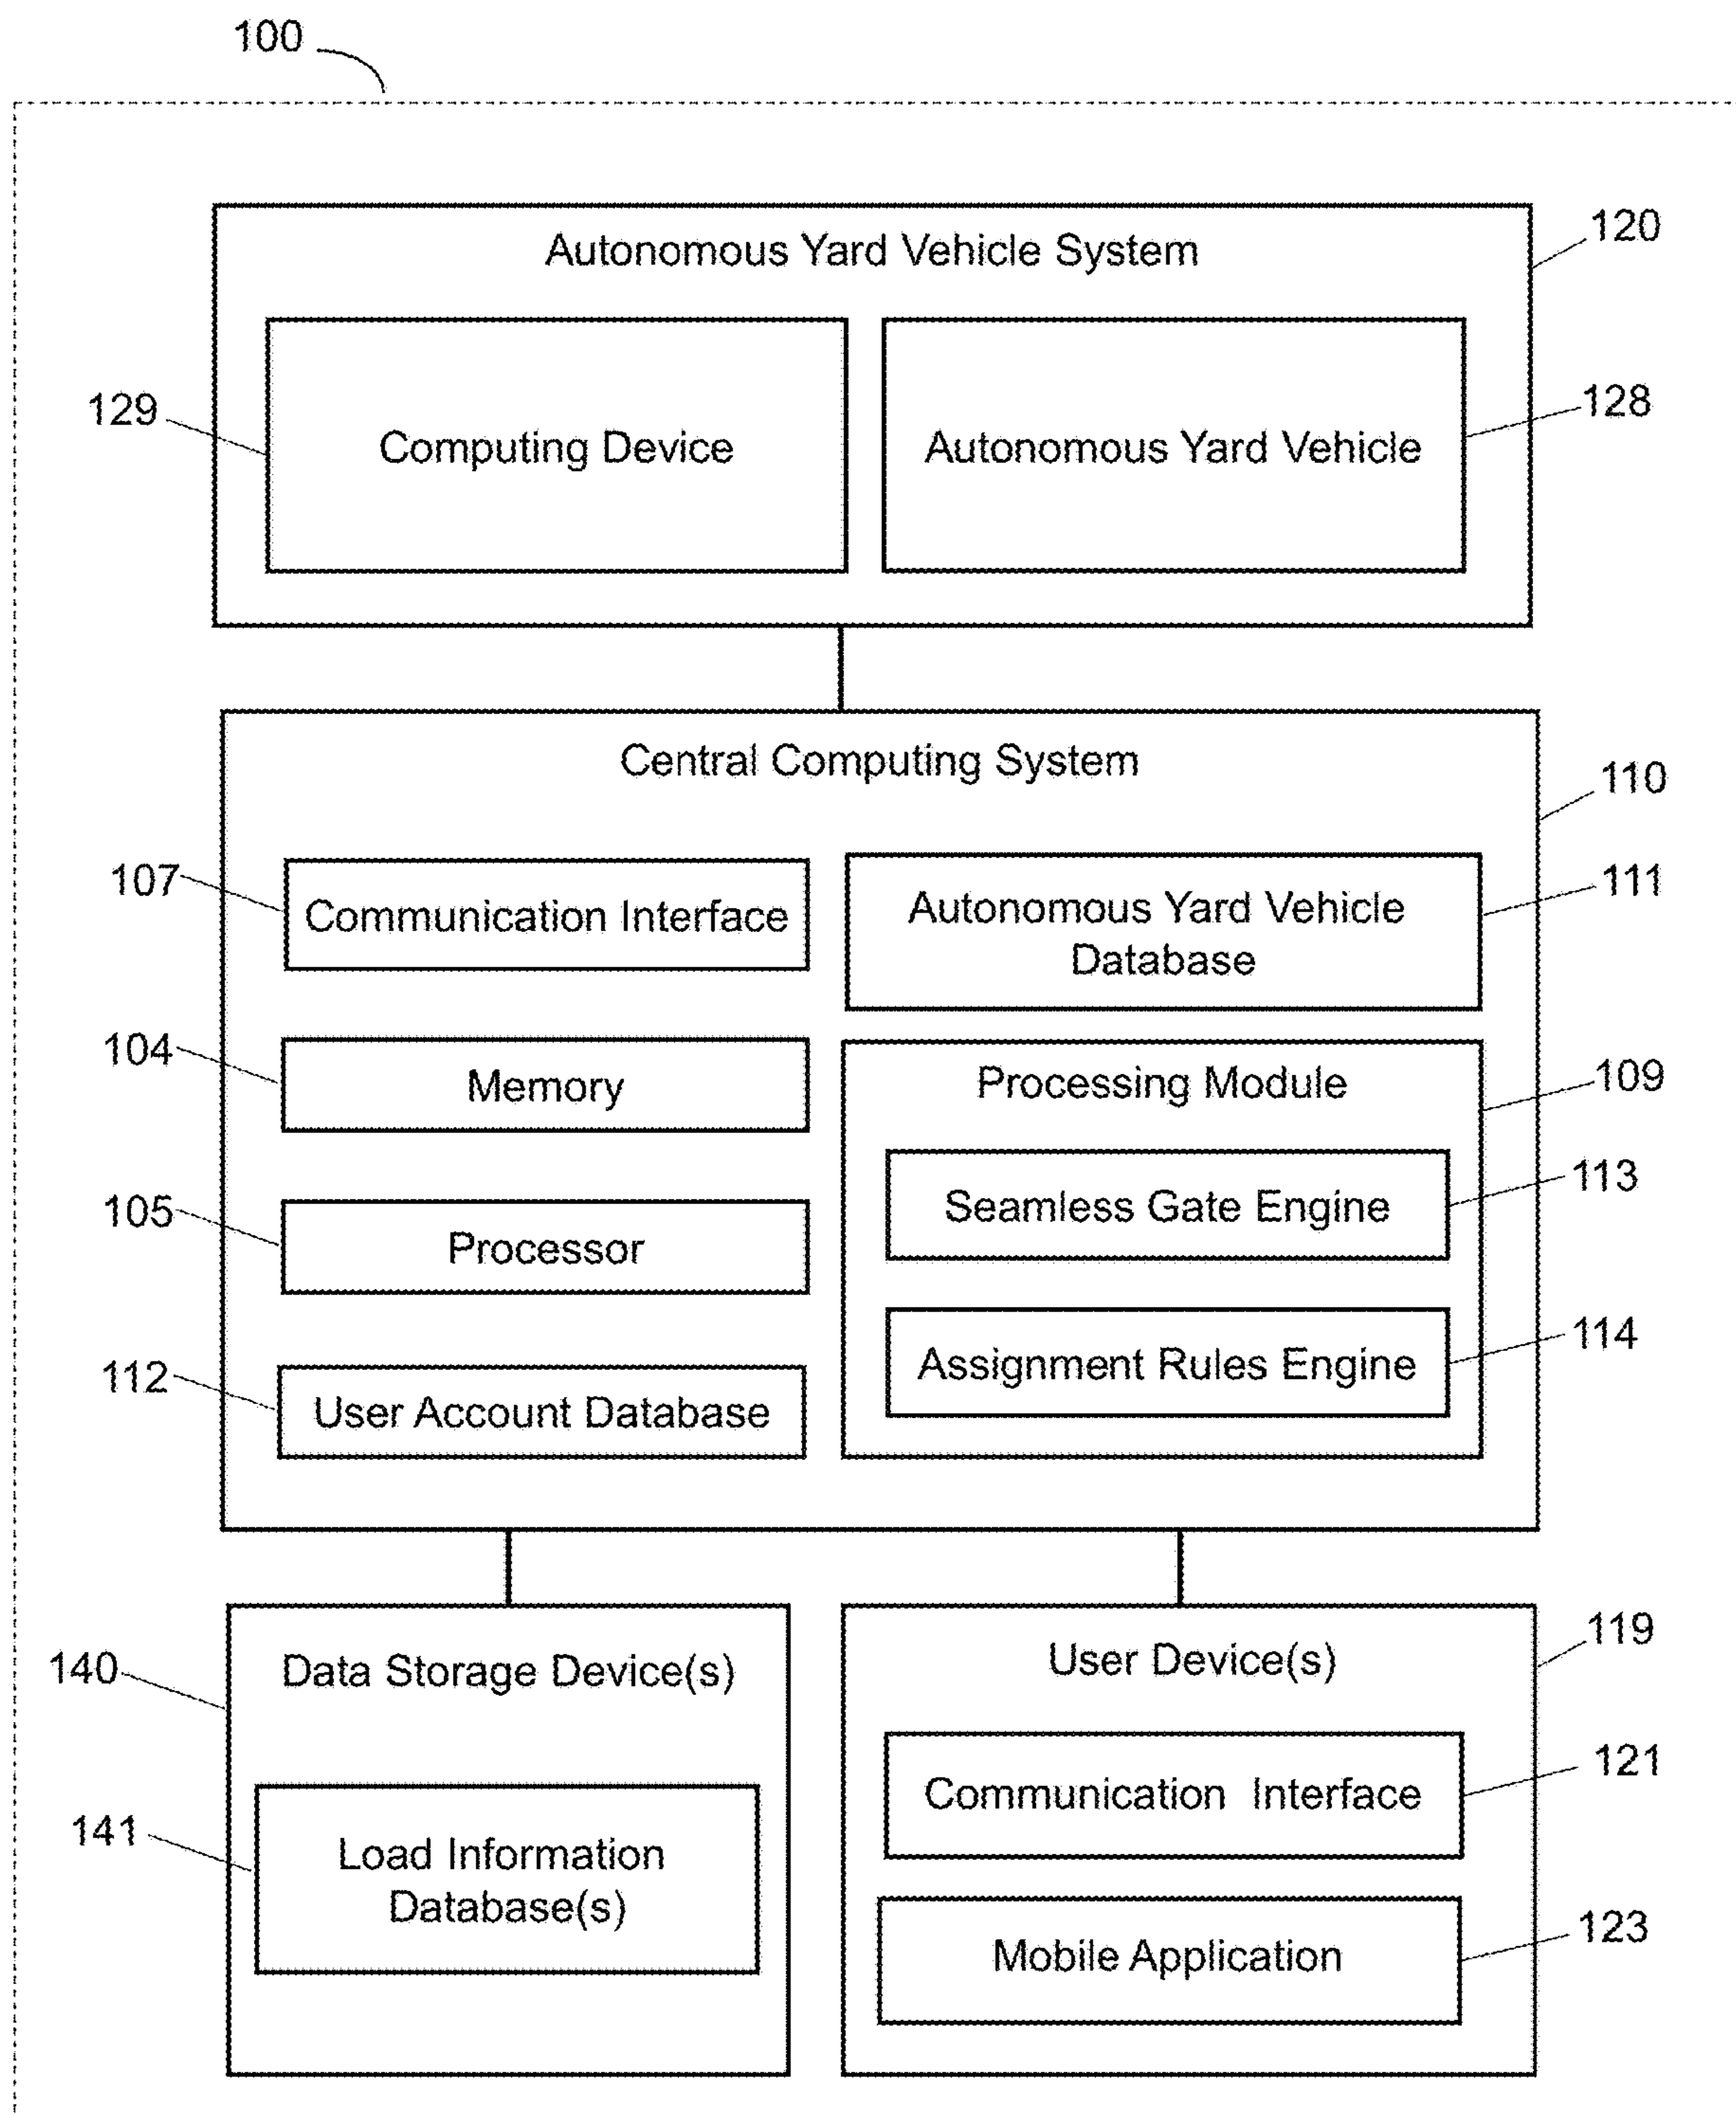 100
120
Autonomous Yard Vehicle System
129
Computing Device
Autonomous Yard Vehicle
128
Central Computing System
110
107
Communication Interface
Autonomous Yard Vehicle
Database
111
104
Memory
Processing Module
109
105
Processor
Seamless Gate Engine
113
112
User Account Database
Assignment Rules Engine
114
140
Data Storage Device(s)
User Device(s)
119
141
Load Information
Database(s)
Communication Interface
121
Mobile Application
123